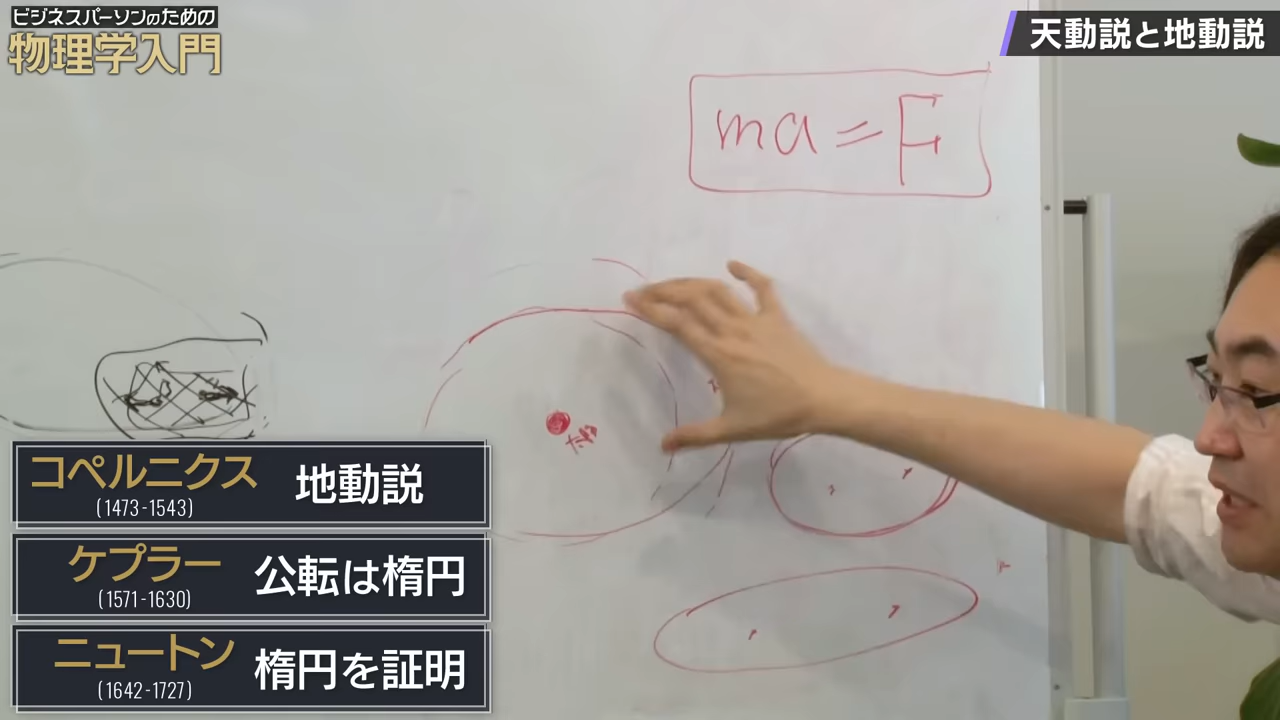 ビジネスパーソンのための
物理学入門
天動説と地動説
ma=F
太陽
コペルニクス
(1473-1543)
地動説
ケプラー
(1571-1630)
公転は楕円
ニュートン
(1642-1727)
楕円を証明